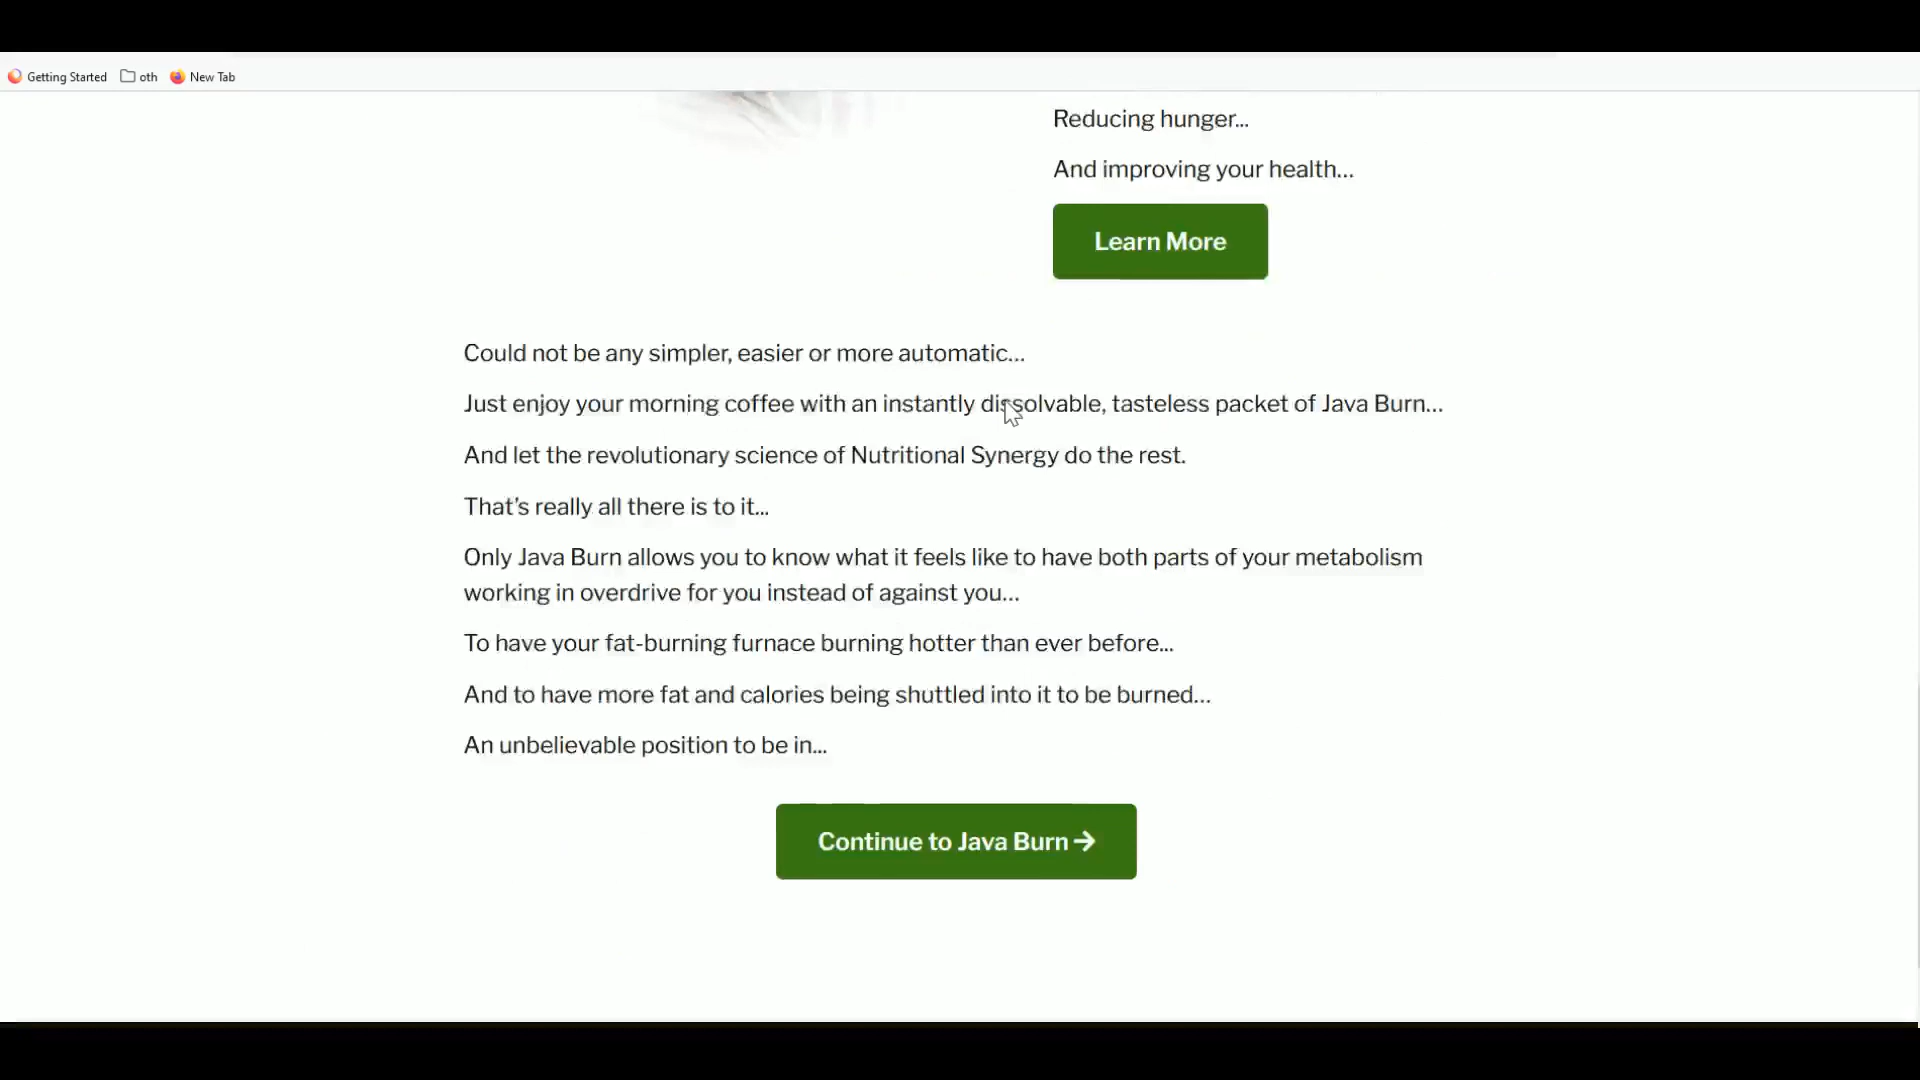 Getting Started oth New Tab
Reducing hunger...
And improving your health...
Learn More
Could not be any simpler, easier or more automatic...
Just enjoy your morning coffee with an instantly dissolvable, tasteless packet of Java Burn...
And let the revolutionary science of Nutritional Synergy do the rest.
That's really all there is to it...
Only Java Burn allows you to know what it feels like to have both parts of your metabolism
working in overdrive for you instead of against you...
To have your fat-burning furnace burning hotter than ever before...
And to have more fat and calories being shuttled into it to be burned...
An unbelievable position to be in...
Continue to Java Burn →